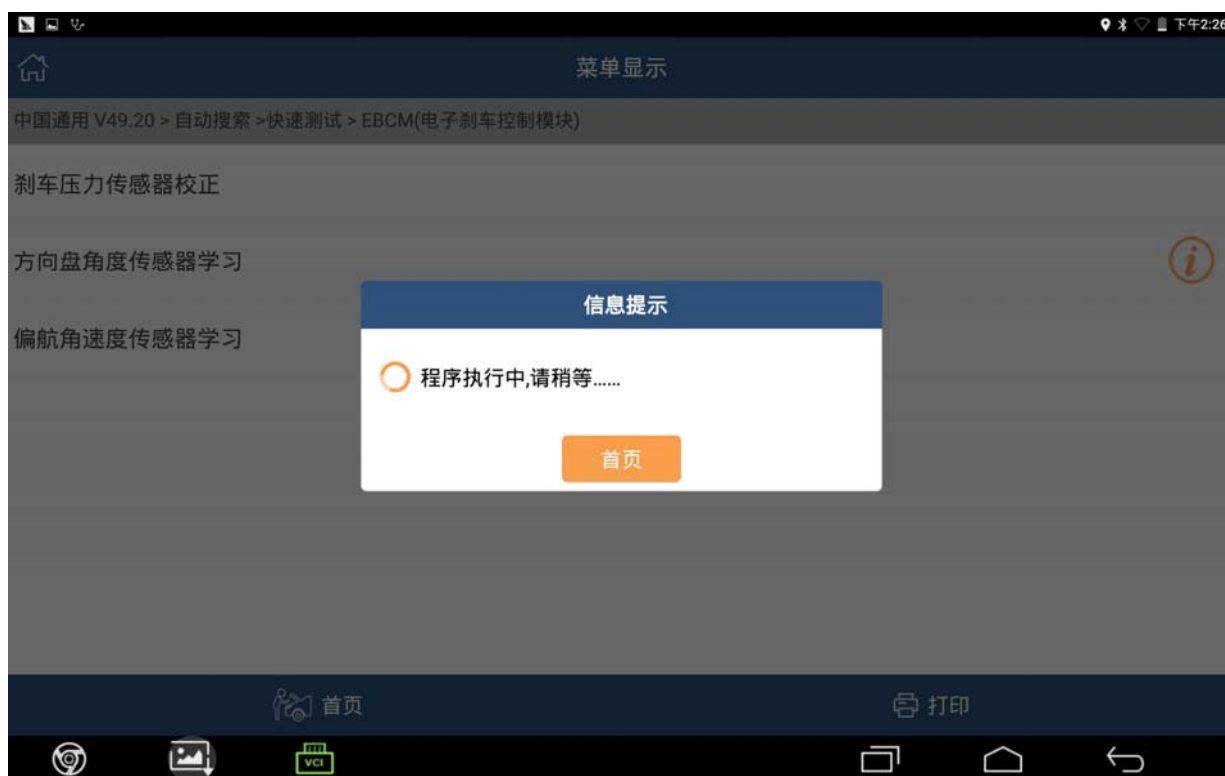 下午2:26
菜单显示
中国通用 V49.20 > 自动搜索 >快速测试 > EBCM(电子刹车控制模块)
刹车压力传感器校正
方向盘角度传感器学习
偏航角速度传感器学习
信息提示
程序执行中,请稍等......
首页
首页
打印
VCI